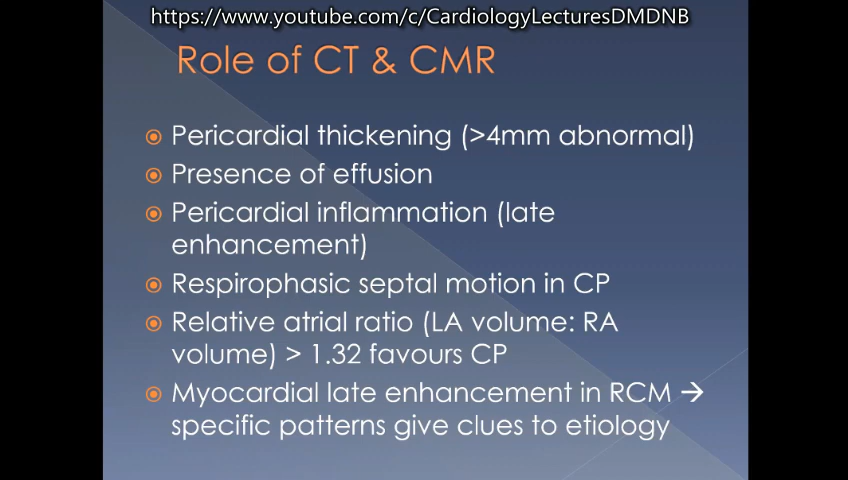 https://www.youtube.com/c/CardiologyLecturesDMDNB
Role of CT & CMR
Pericardial thickening (>4mm abnormal)
Presence of effusion
Pericardial inflammation (late
enhancement)
Respirophasic septal motion in CP
Relative atrial ratio (LA volume: RA
volume) > 1.32 favours CP
Myocardial late enhancement in RCM →
specific patterns give clues to etiology